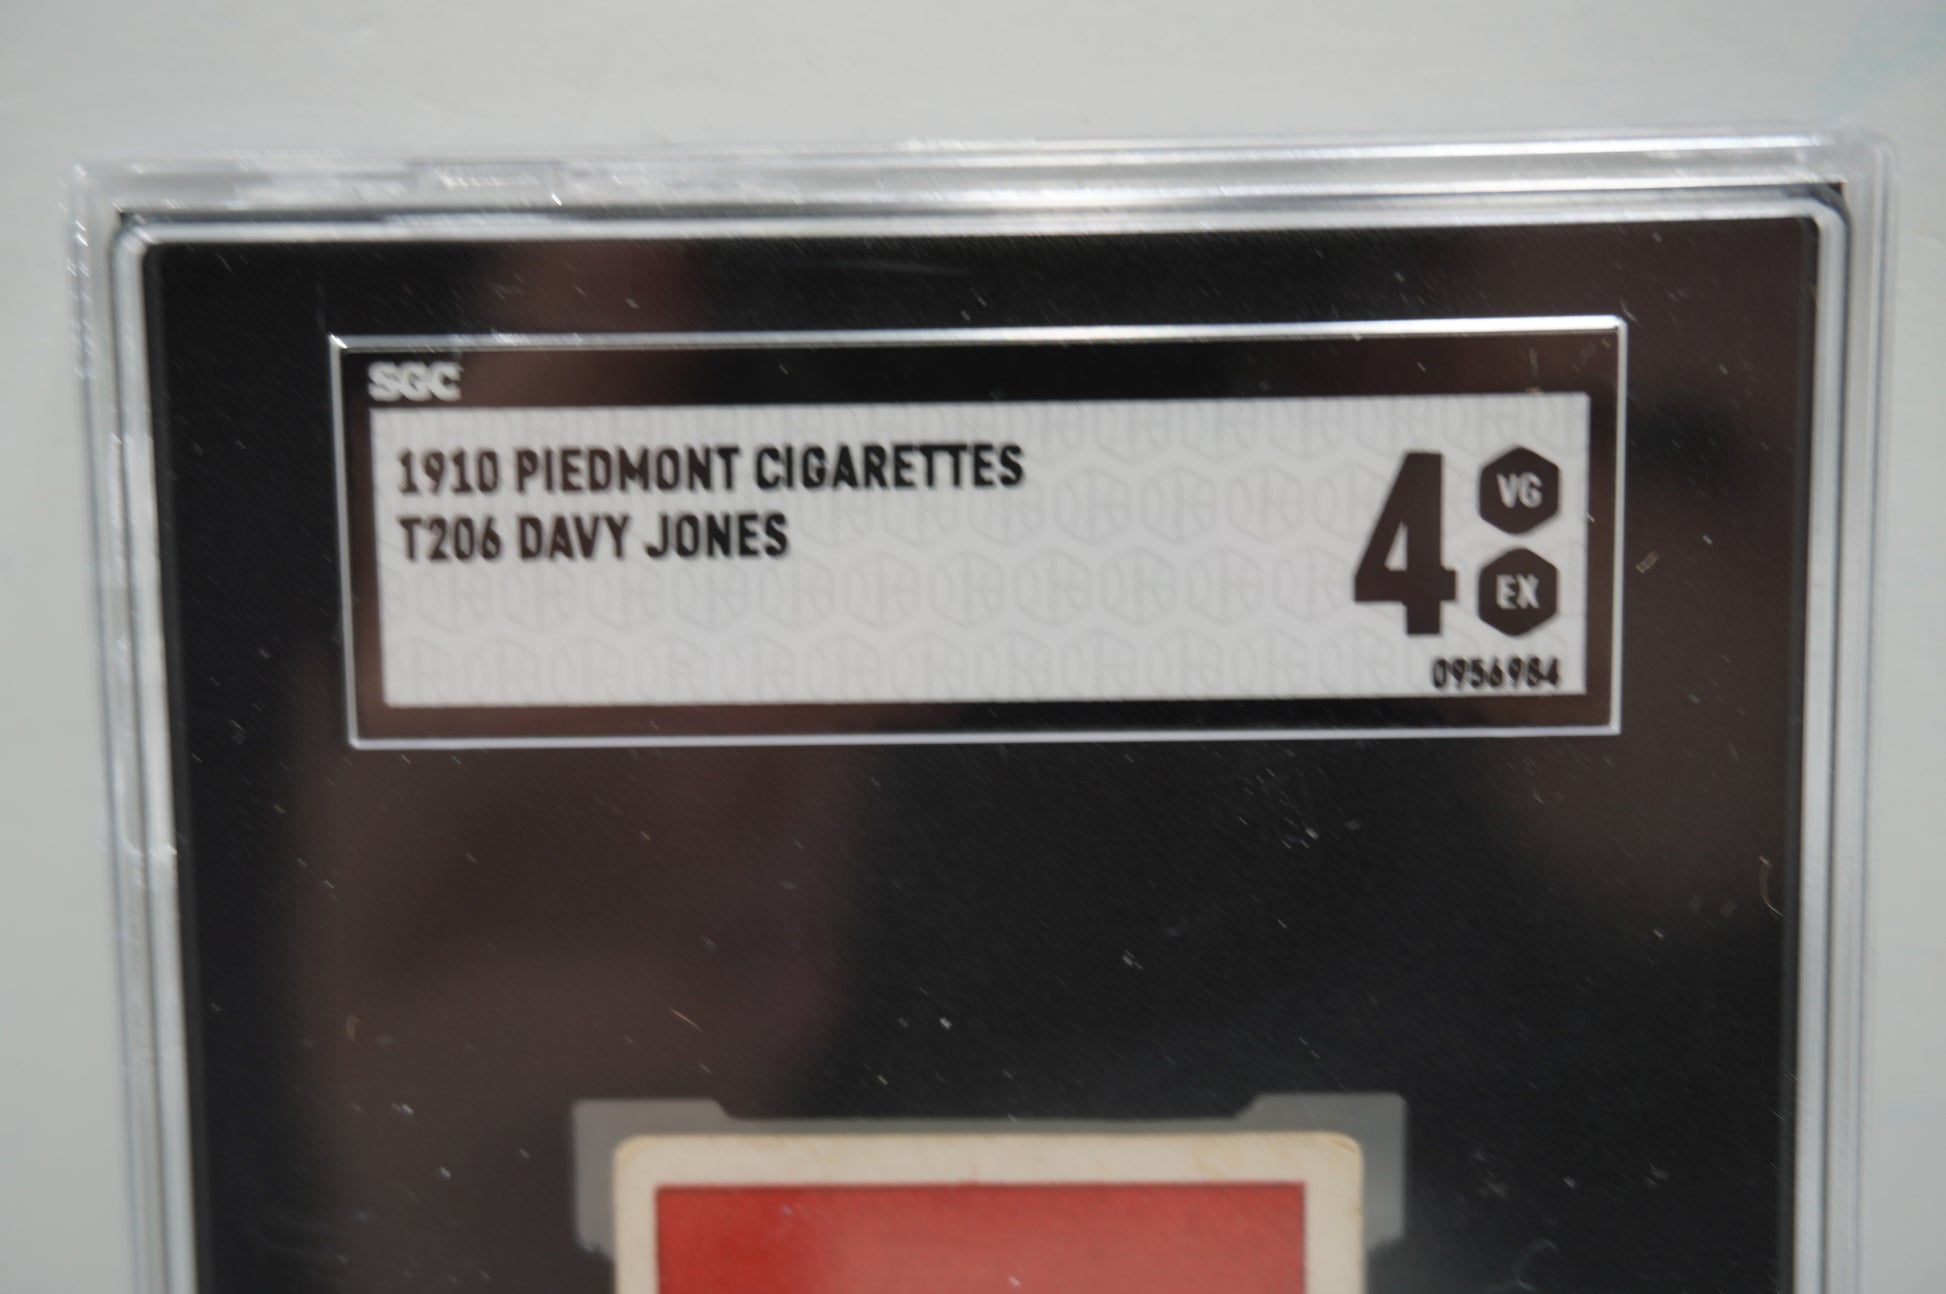 SGC
1910 PIEDMONT CIGARETTES
T206 DAVY JONES
4
VG
EX
0956984